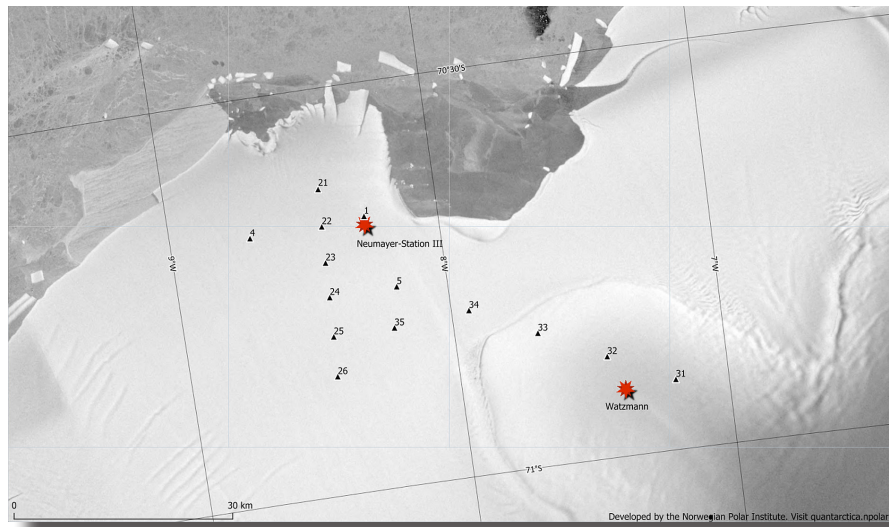 70°30'S
21
1
22
4
Neumayer-Station III
23
9°W
8°W
7°W
5
24
34
35
33
25
32
26
31
Watzmann
71°S
0
30 km
Developed by the Norwegian Polar Institute. Visit quantarctica.npolar